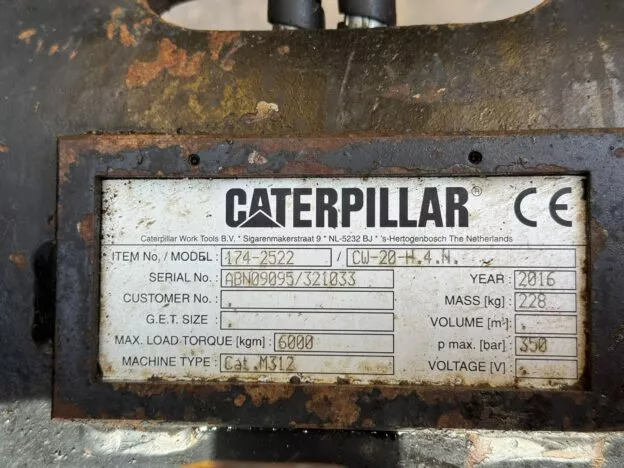 CATERPILLAR® CE
Caterpillar Work Tools B.V. * Sigarenmakerstraat 9 * NL-5232 BJ * 's-Hertogenbosch The Netherlands
ITEM No. / MODEL : 174-2522 / CW-20-H.4.N.
SERIAL No. : ABN09095/321033 YEAR : 2016
CUSTOMER No. : . MASS [kg] : 228
G.E.T. SIZE : . VOLUME [m³] : .
MAX. LOAD TORQUE [kgm] : 6000 p max. [bar] : 350
MACHINE TYPE : Cat.M312 VOLTAGE [V] : .